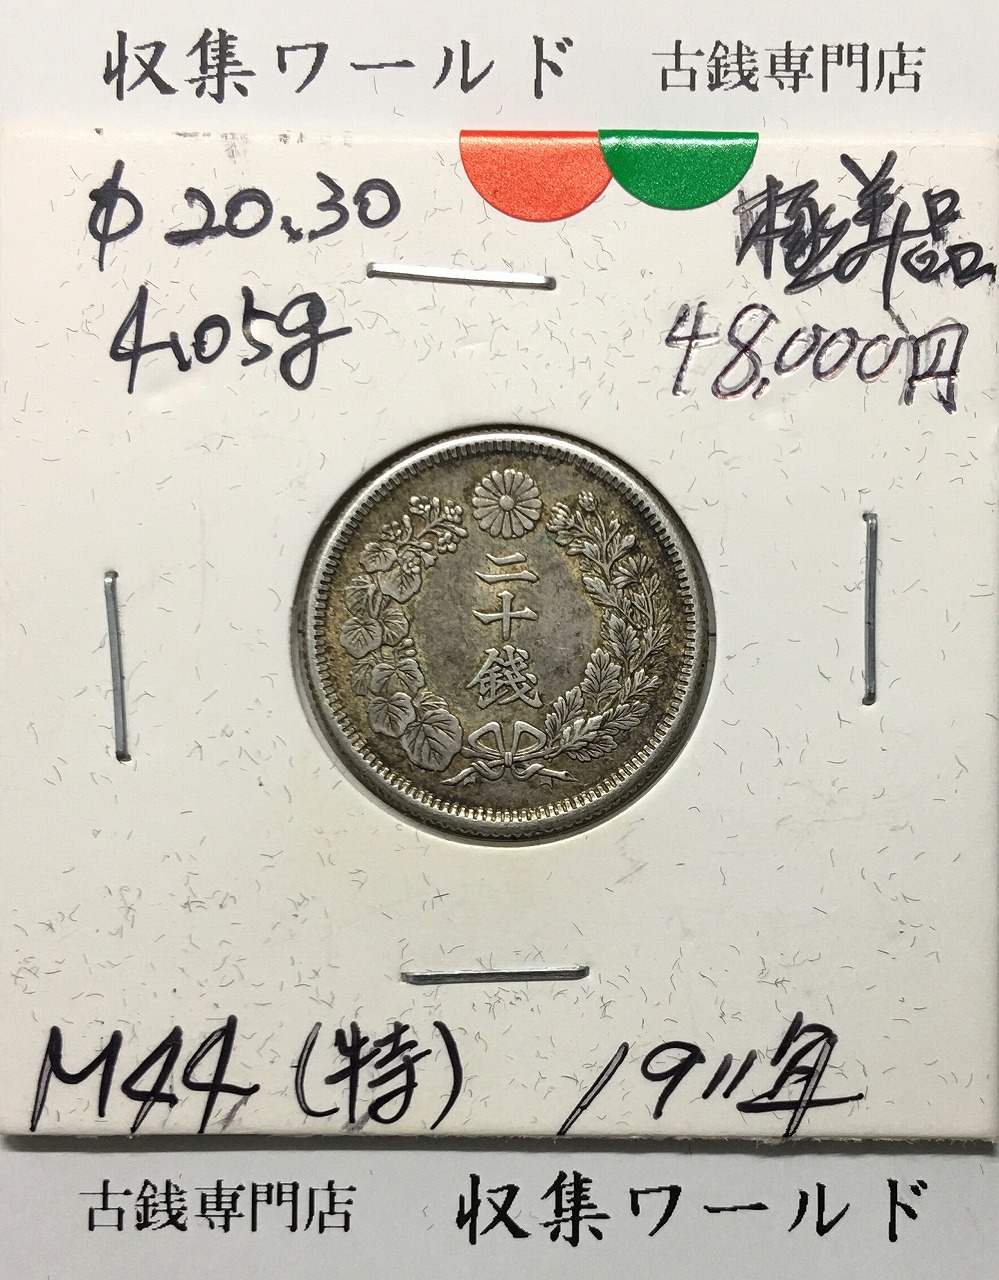 収集ワールド 古銭専門店
φ 20.30 極美品
4.05g 48,000円
二
十
錢
M44 (特) 1911年
古銭専門店 収集ワールド